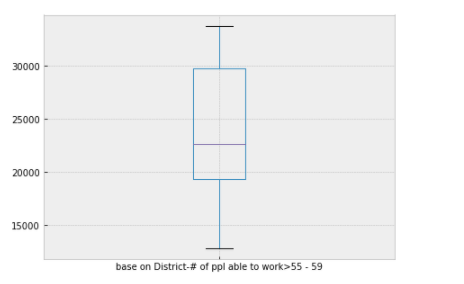 30000
25000
20000
15000
base on District-# of ppl able to work>55 - 59